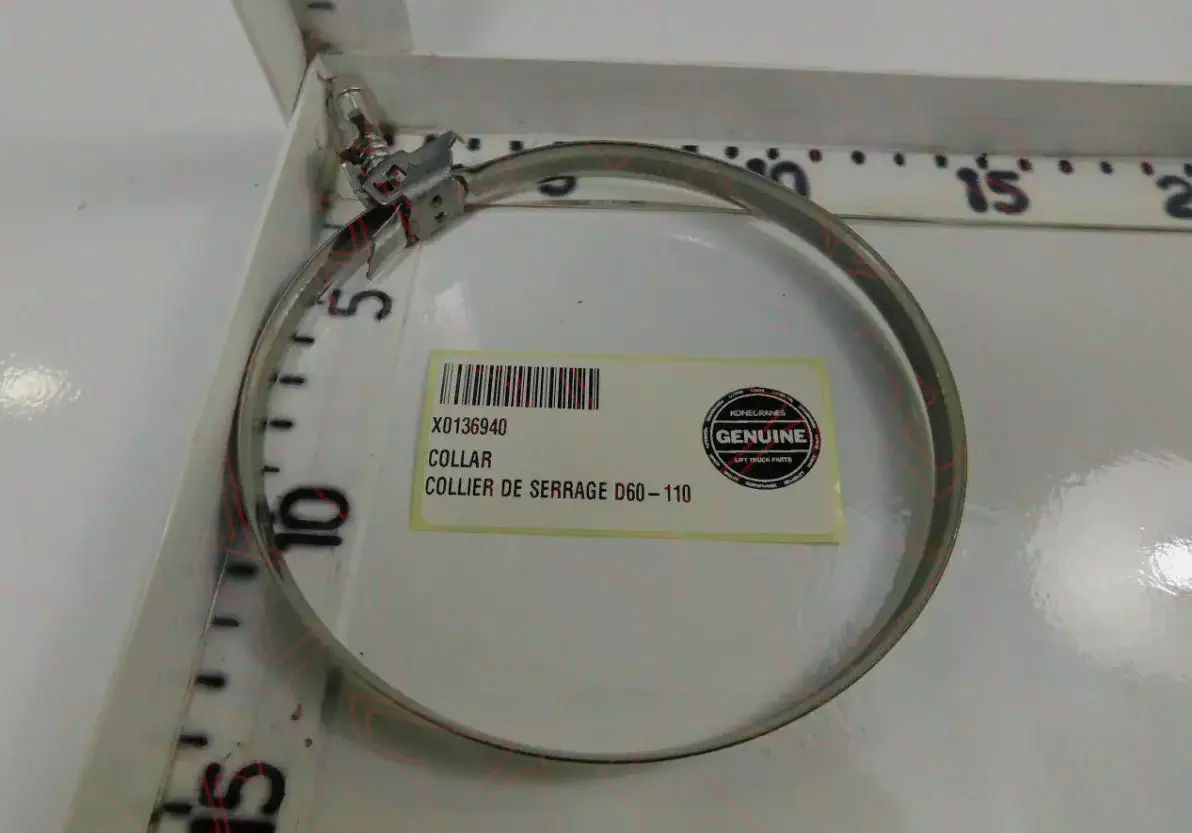 5
10
15
5
10
15
X0136940
COLLAR
COLLIER DE SERRAGE D60-110
KONECRANES
GENUINE
LIFT TRUCK PARTS